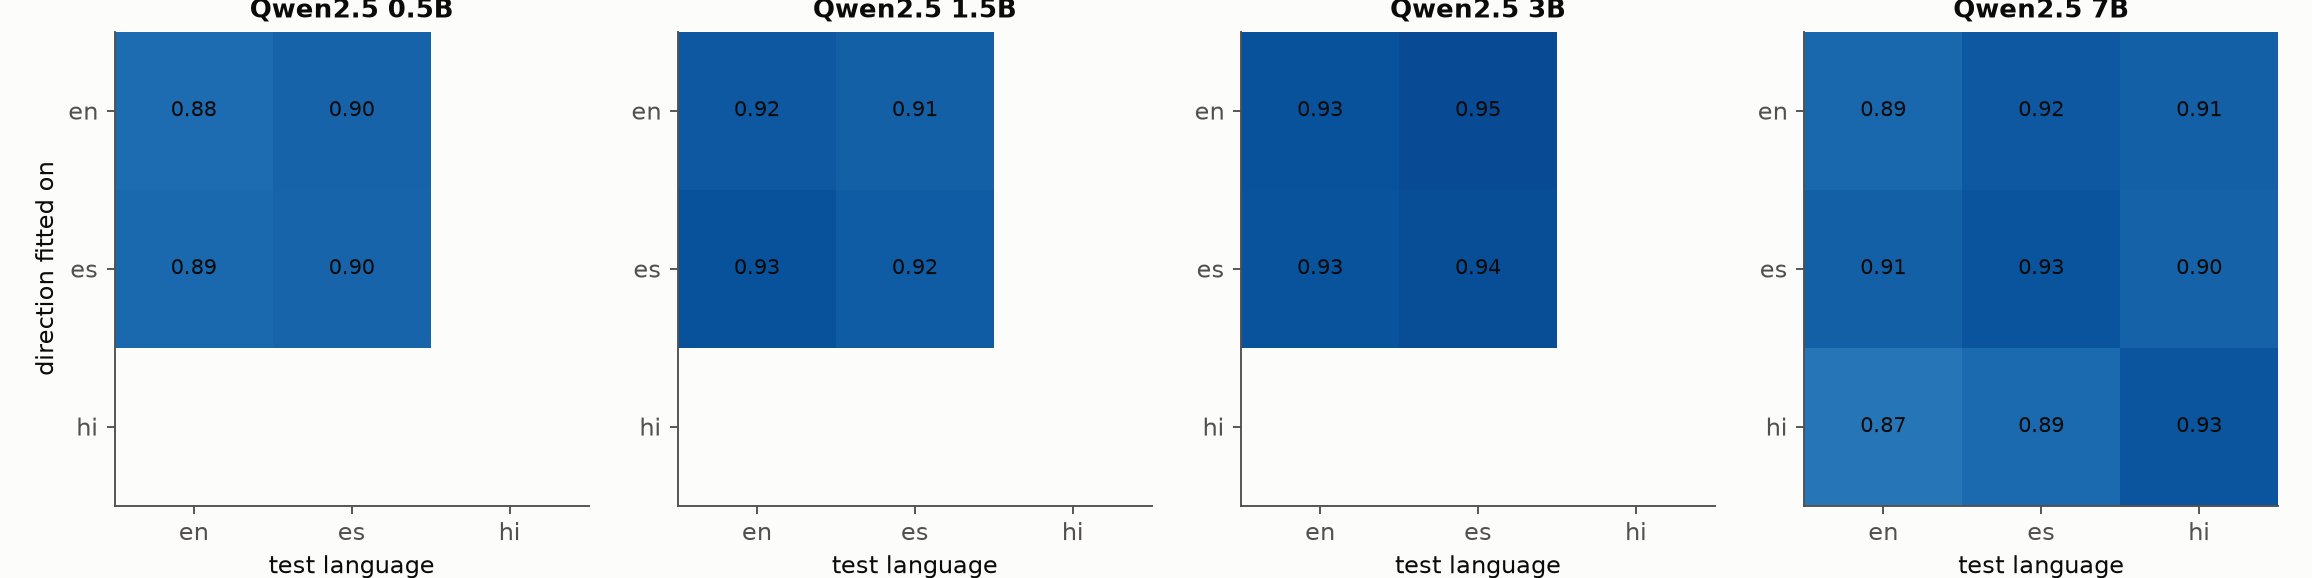 Qwen2.5 0.5B
0.88 0.90
0.89 0.90
en
es
hi
direction fitted on
en es hi
test language
Qwen2.5 1.5B
0.92 0.91
0.93 0.92
en
es
hi
en es hi
test language
Qwen2.5 3B
0.93 0.95
0.93 0.94
en
es
hi
en es hi
test language
Qwen2.5 7B
0.89 0.92 0.91
0.91 0.93 0.90
0.87 0.89 0.93
en
es
hi
en es hi
test language